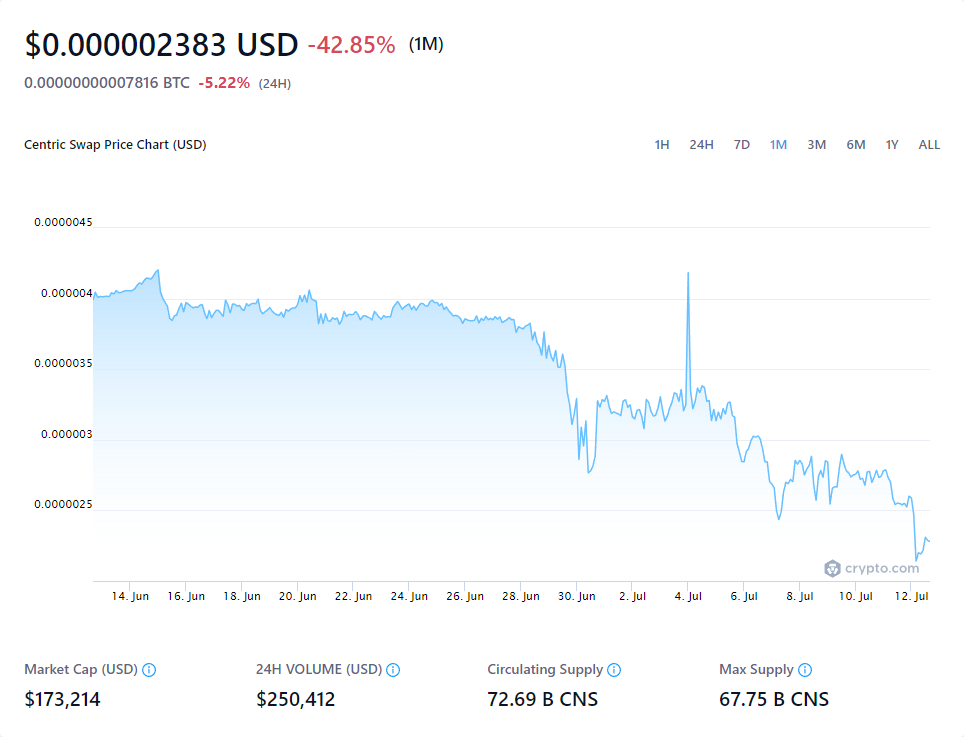 $0.000002383 USD -42.85% (1M)
0.00000000007816 BTC -5.22% (24H)
Centric Swap Price Chart (USD) 1H 24H 7D 1M 3M 6M 1Y ALL
0.0000045
0.000004
0.0000035
0.000003
0.0000025
crypto.com
14. Jun 16. Jun 18. Jun 20. Jun 22. Jun 24. Jun 26. Jun 28. Jun 30. Jun 2. Jul 4. Jul 6. Jul 8. Jul 10. Jul 12. Jul
Market Cap (USD) 24H VOLUME (USD) Circulating Supply Max Supply
$173,214 $250,412 72.69 B CNS 67.75 B CNS